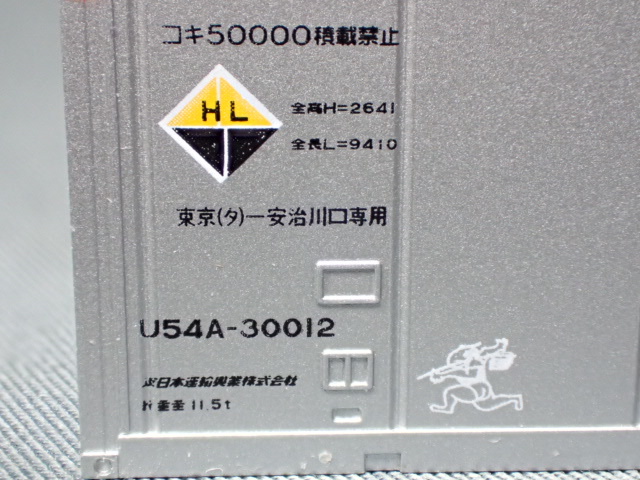 コキ50000積載禁止
HL
全高H=2641
全長L=9410
東京(タ)ー安治川口専用
U54A-30012
日本運輸興業株式会社
11.5t